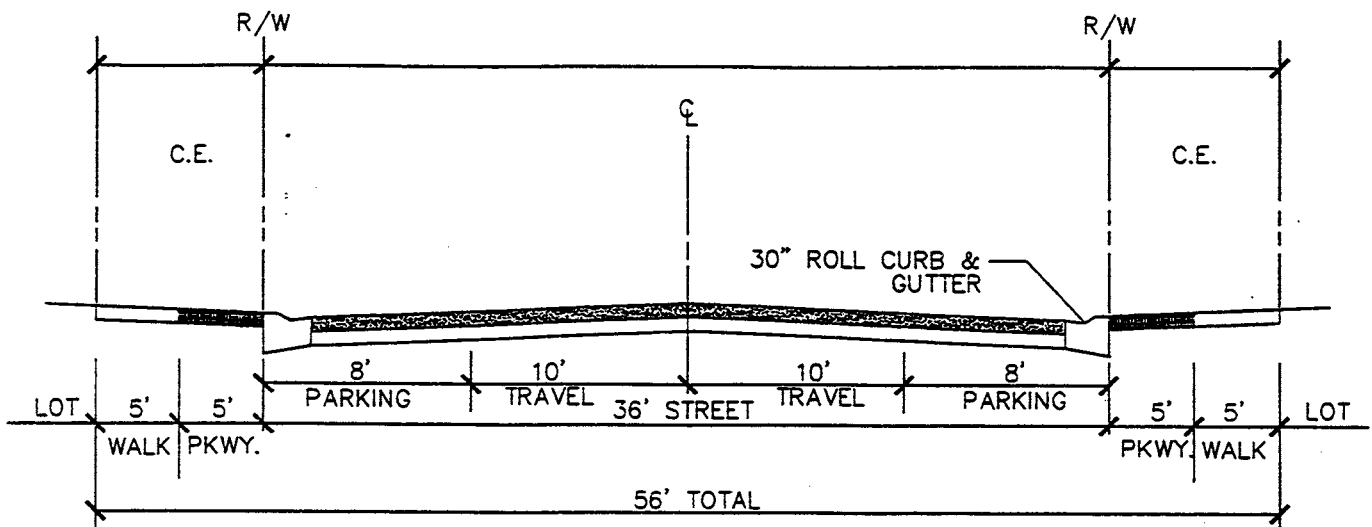 R/W R/W
℄
C.E. C.E.
30" ROLL CURB &
GUTTER
8' 10' 10' 8'
PARKING TRAVEL TRAVEL PARKING
LOT 5' 5' 36' STREET 5' 5' LOT
WALK PKWY. PKWY. WALK
56' TOTAL